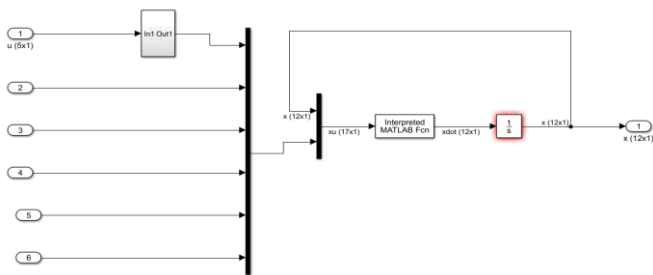 1
u (5x1)
In1 Out1
2
3
4
5
6
x (12x1)
xu (17x1)
Interpreted
MATLAB Fcn
xdot (12x1)
1
s
x (12x1)
1
x (12x1)